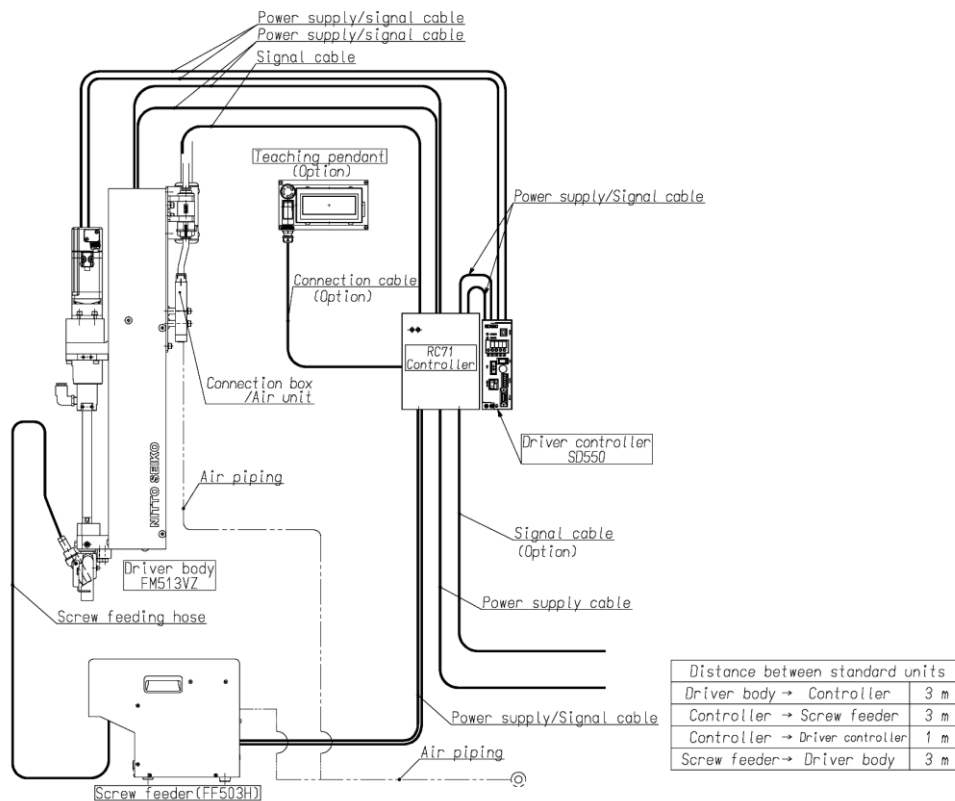 Power supply/signal cable
Power supply/signal cable
Signal cable
Teaching pendant
(Option)
Power supply/Signal cable
Connection cable
(Option)
RC71
Controller
Connection box
/Air unit
Driver controller
SD550
NITTO SEIKO
Air piping
Signal cable
(Option)
Driver body
FM513VZ
Power supply cable
Screw feeding hose
Distance between standard units
Driver body → Controller 3 m
Controller → Screw feeder 3 m
Controller → Driver controller 1 m
Screw feeder → Driver body 3 m
Power supply/Signal cable
Air piping
Screw feeder(FF503H)